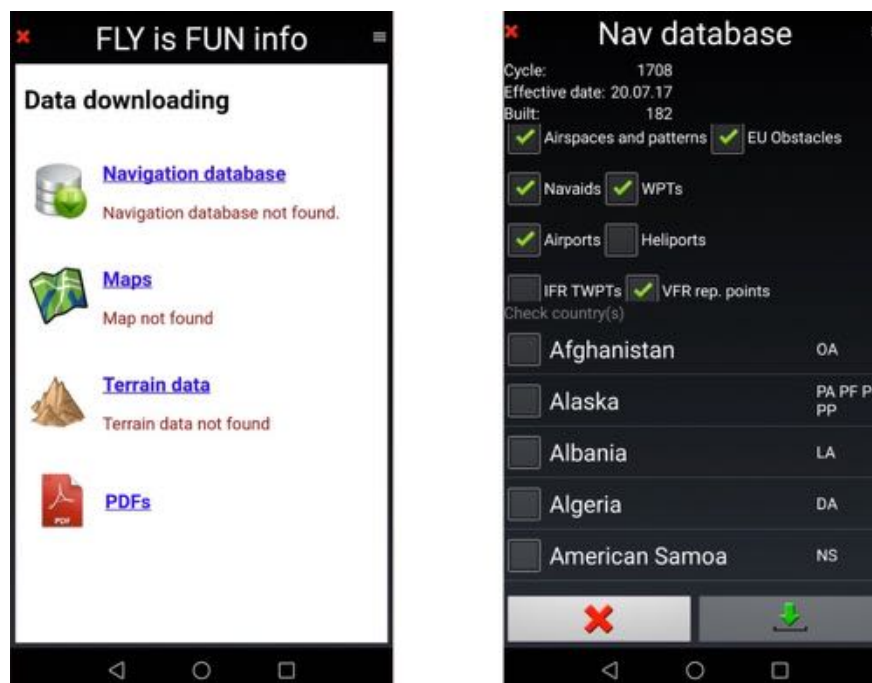 FLY is FUN info
Data downloading
Navigation database
Navigation database not found.
Maps
Map not found
Terrain data
Terrain data not found
PDF
PDFs
Nav database
Cycle: 1708
Effective date: 20.07.17
Built: 182
Airspaces and patterns EU Obstacles
Navaids WPTs
Airports Heliports
IFR TWPTs VFR rep. points
Check country(s)
Afghanistan OA
Alaska PA PF P
PP
Albania LA
Algeria DA
American Samoa NS